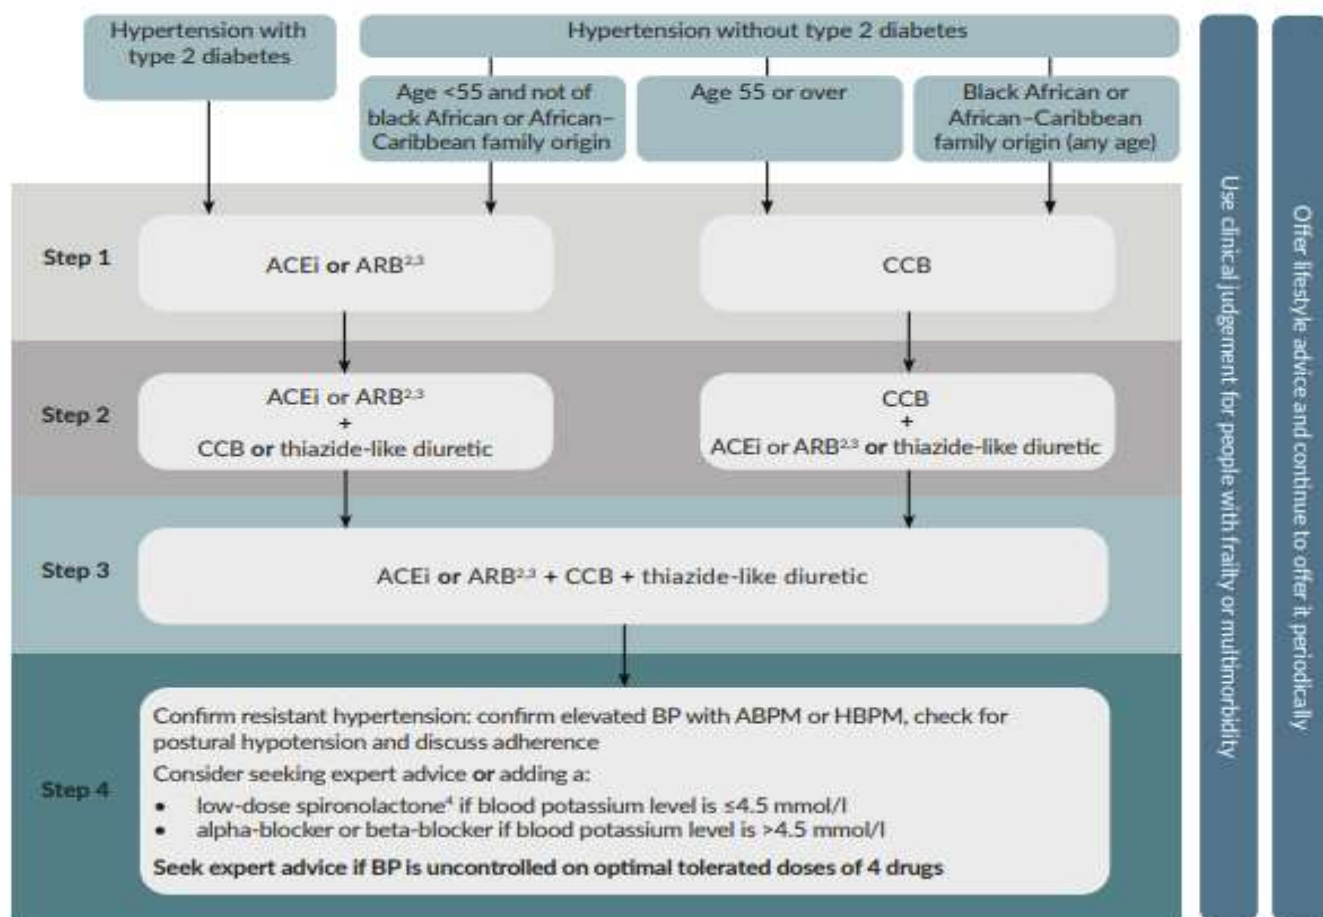 Hypertension with
type 2 diabetes
Hypertension without type 2 diabetes
Age <55 and not of
black African or African–
Caribbean family origin
Age 55 or over
Black African or
African–Caribbean
family origin (any age)
Step 1
ACEi or ARB²,³
CCB
Step 2
ACEi or ARB²,³
+
CCB or thiazide-like diuretic
CCB
+
ACEi or ARB²,³ or thiazide-like diuretic
Step 3
ACEi or ARB²,³ + CCB + thiazide-like diuretic
Step 4
Confirm resistant hypertension: confirm elevated BP with ABPM or HBPM, check for
postural hypotension and discuss adherence
Consider seeking expert advice or adding a:
• low-dose spironolactone⁴ if blood potassium level is ≤4.5 mmol/l
• alpha-blocker or beta-blocker if blood potassium level is >4.5 mmol/l
Seek expert advice if BP is uncontrolled on optimal tolerated doses of 4 drugs
Use clinical judgement for people with frailty or multimorbidity
Offer lifestyle advice and continue to offer it periodically